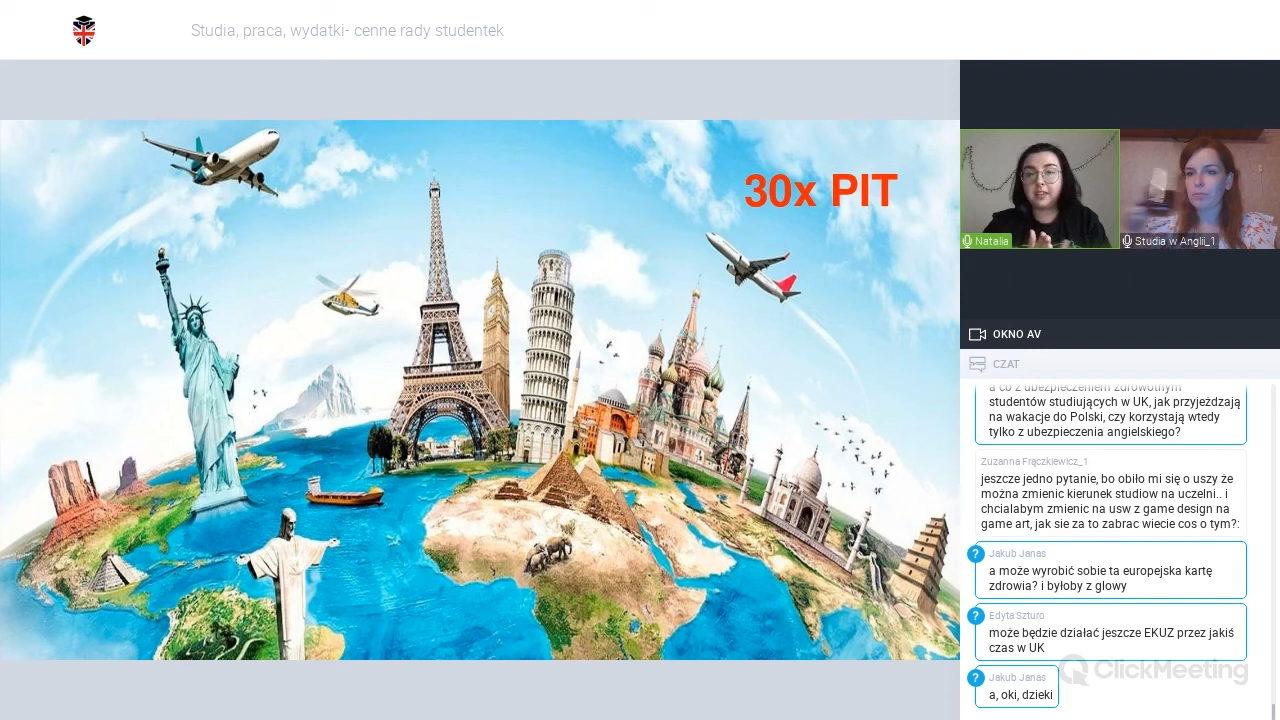 Studia, praca, wydatki- cenne rady studentek
30x PIT
Natalia
Studia w Anglii_1
OKNO AV
CZAT
a co z ubezpieczeniem zdrowotnym
studentów studiujących w UK, jak przyjeżdzają
na wakacje do Polski, czy korzystają wtedy
tylko z ubezpieczenia angielskiego?
Zuzanna Frączkiewicz_1
jeszcze jedno pytanie, bo obiło mi się o uszy że
można zmienic kierunek studiow na uczelni.. i
chcialabym zmienic na usw z game design na
game art, jak sie za to zabrac wiecie cos o tym?:
?
Jakub Janas
a może wyrobić sobie ta europejska kartę
zdrowia? i byłoby z glowy
?
Edyta Szturo
może będzie działać jeszcze EKUZ przez jakiś
czas w UK
ClickMeeting
?
Jakub Janas
a, oki, dzieki